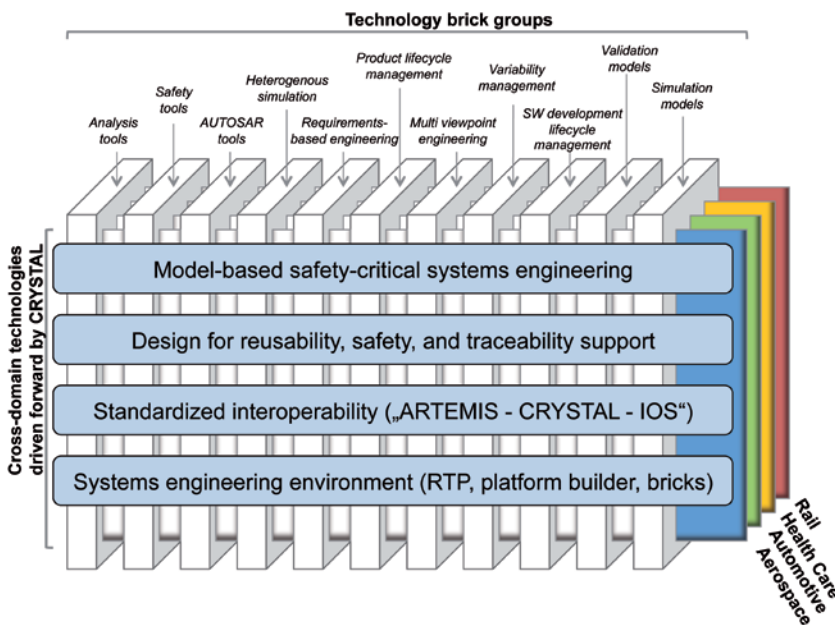 Technology brick groups
Analysis
tools
Safety
tools
AUTOSAR
tools
Heterogenous
simulation
Requirements-
based engineering
Product lifecycle
management
Multi viewpoint
engineering
Variability
management
SW development
lifecycle
management
Validation
models
Simulation
models
Cross-domain technologies
driven forward by CRYSTAL
Model-based safety-critical systems engineering
Design for reusability, safety, and traceability support
Standardized interoperability („ARTEMIS - CRYSTAL - IOS“)
Systems engineering environment (RTP, platform builder, bricks)
Rail
Health Care
Automotive
Aerospace